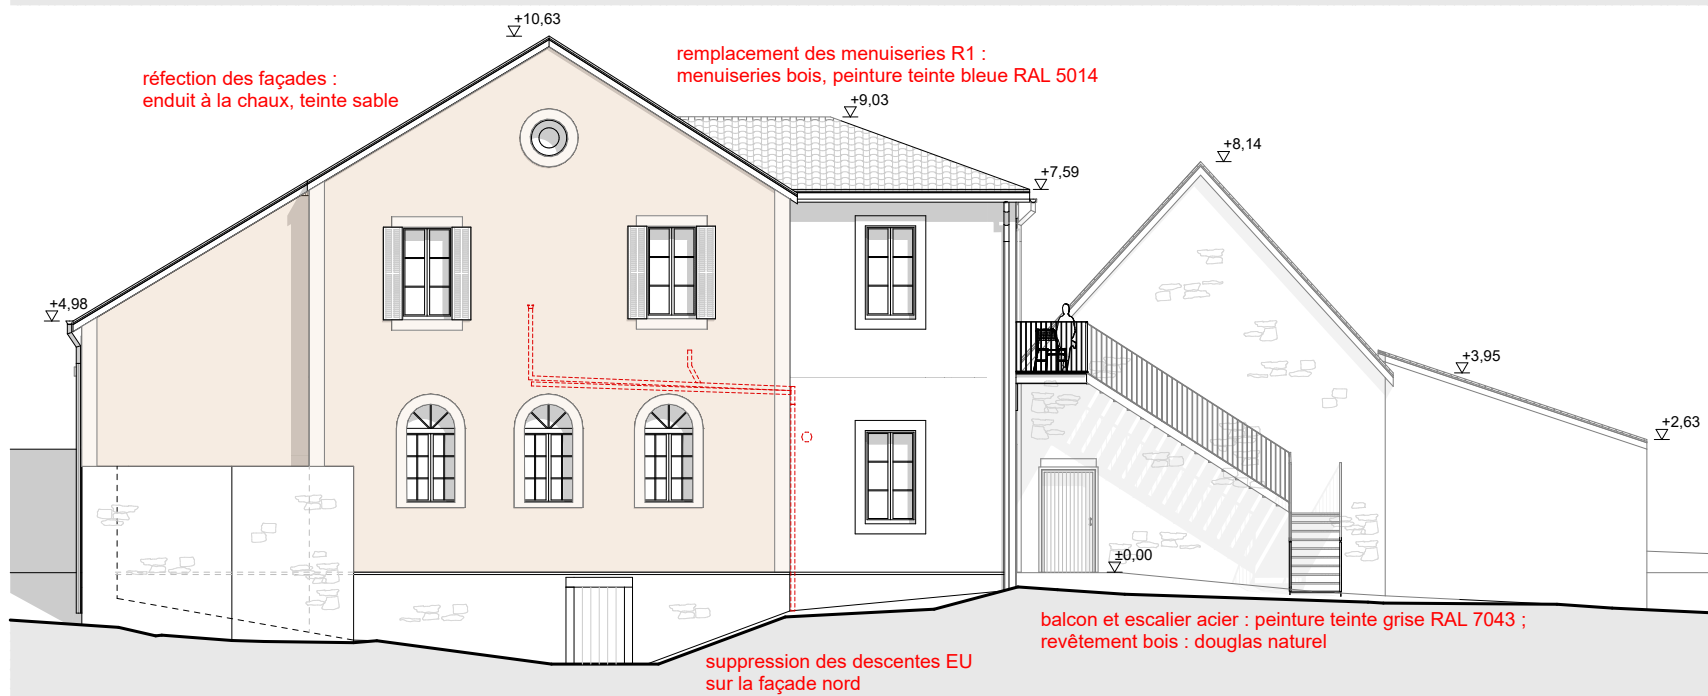 +10,63
remplacement des menuiseries R1 :
menuiseries bois, peinture teinte bleue RAL 5014
réfection des façades :
enduit à la chaux, teinte sable
+9,03
+8,14
+7,59
+4,98
+3,95
+2,63
±0,00
balcon et escalier acier : peinture teinte grise RAL 7043 ;
revêtement bois : douglas naturel
suppression des descentes EU
sur la façade nord